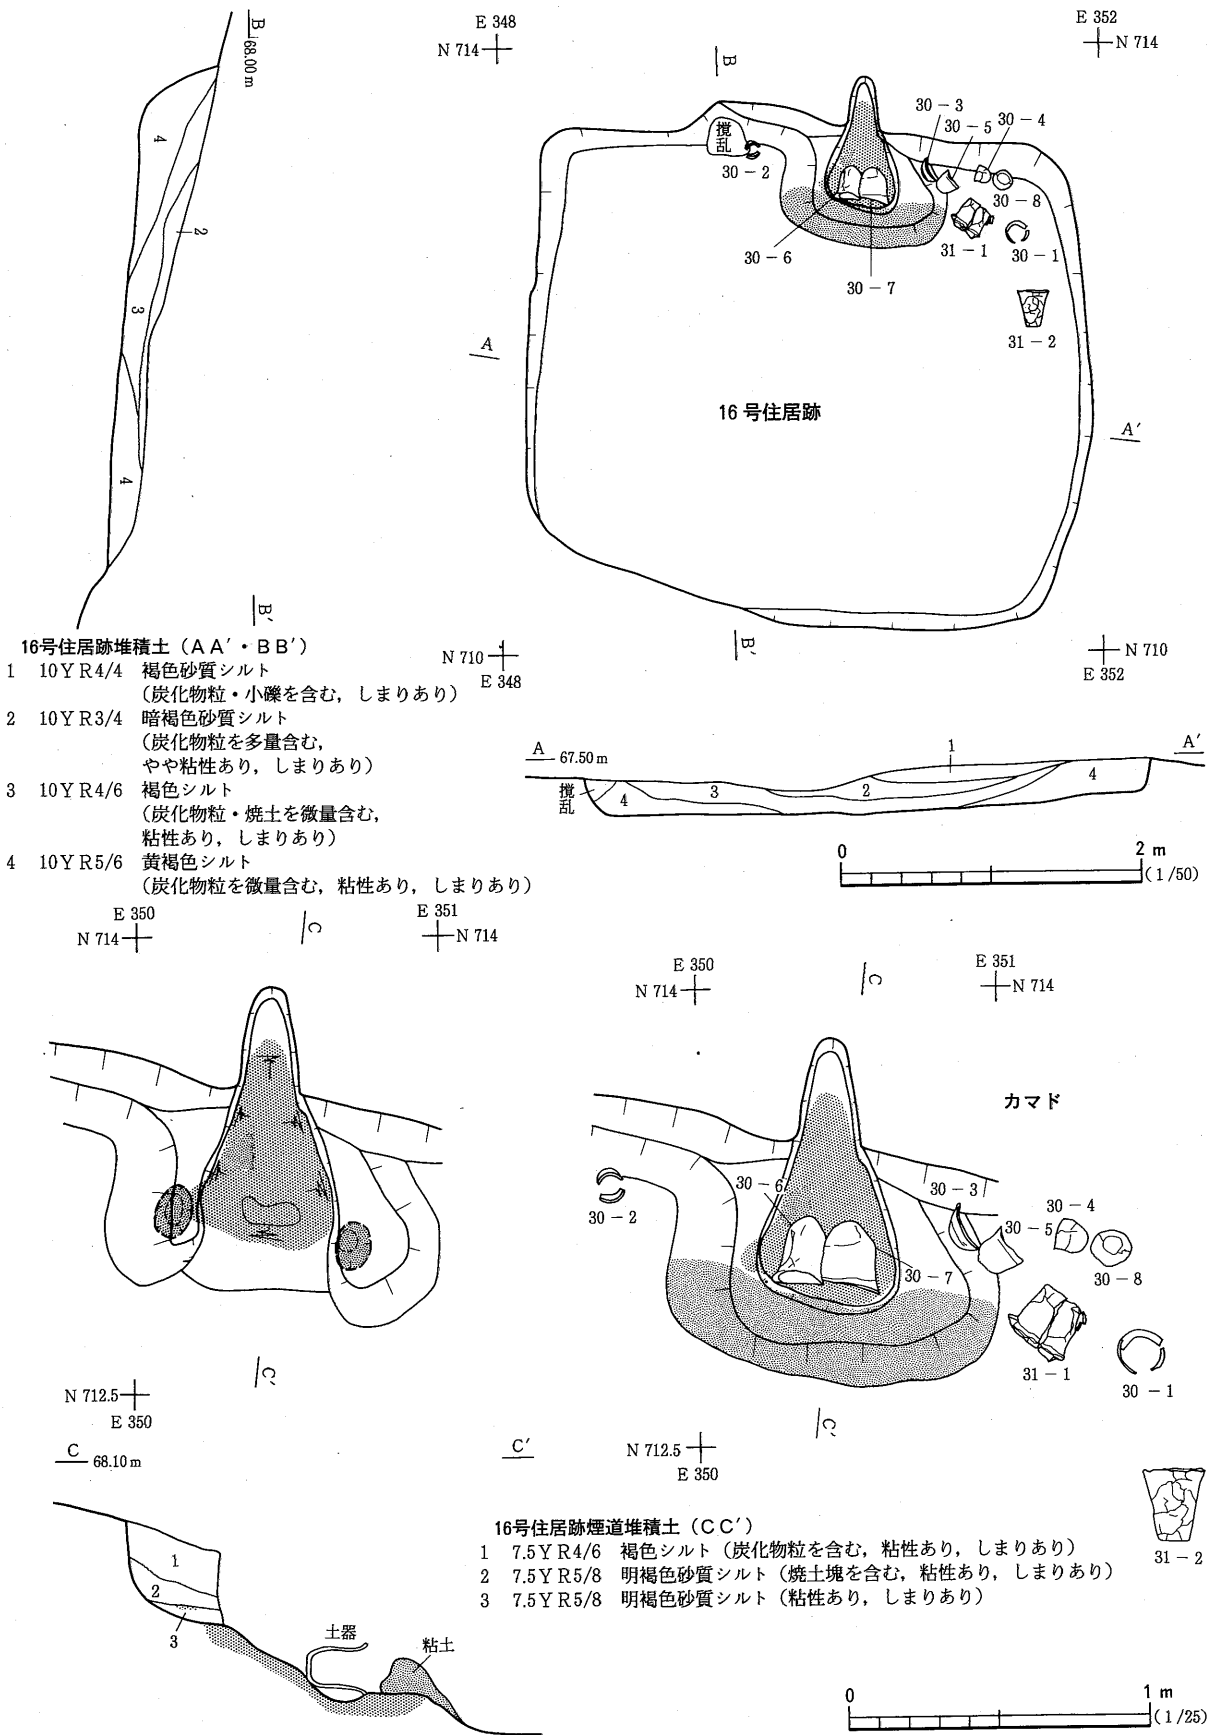 B
68.00 m
4
2
3
4
B′
E 348
N 714
E 352
N 714
B
攪乱
30－2
30－3
30－5
30－4
30－8
31－1
30－1
30－6
30－7
31－2
A
16 号住居跡
A′
B′
N 710
E 348
N 710
E 352
16号住居跡堆積土（ＡＡ′・ＢＢ′）
1 10ＹＲ4/4 褐色砂質シルト
（炭化物粒・小礫を含む，しまりあり）
2 10ＹＲ3/4 暗褐色砂質シルト
（炭化物粒を多量含む，
やや粘性あり，しまりあり）
3 10ＹＲ4/6 褐色シルト
（炭化物粒・焼土を微量含む，
粘性あり，しまりあり）
4 10ＹＲ5/6 黄褐色シルト
（炭化物粒を微量含む，粘性あり，しまりあり）
A
67.50 m
A′
攪乱
4
3
2
1
4
0
2 m
(1/50)
E 350
N 714
C
E 351
N 714
C′
N 712.5
E 350
E 350
N 714
C
E 351
N 714
カマド
30－6
30－3
30－2
30－4
30－5
30－8
30－7
31－1
30－1
C′
N 712.5
E 350
31－2
C
68.10 m
C′
1
2
3
土器
粘土
16号住居跡煙道堆積土（ＣＣ′）
1 7.5ＹＲ4/6 褐色シルト（炭化物粒を含む，粘性あり，しまりあり）
2 7.5ＹＲ5/8 明褐色砂質シルト（焼土塊を含む，粘性あり，しまりあり）
3 7.5ＹＲ5/8 明褐色砂質シルト（粘性あり，しまりあり）
0
1 m
(1/25)